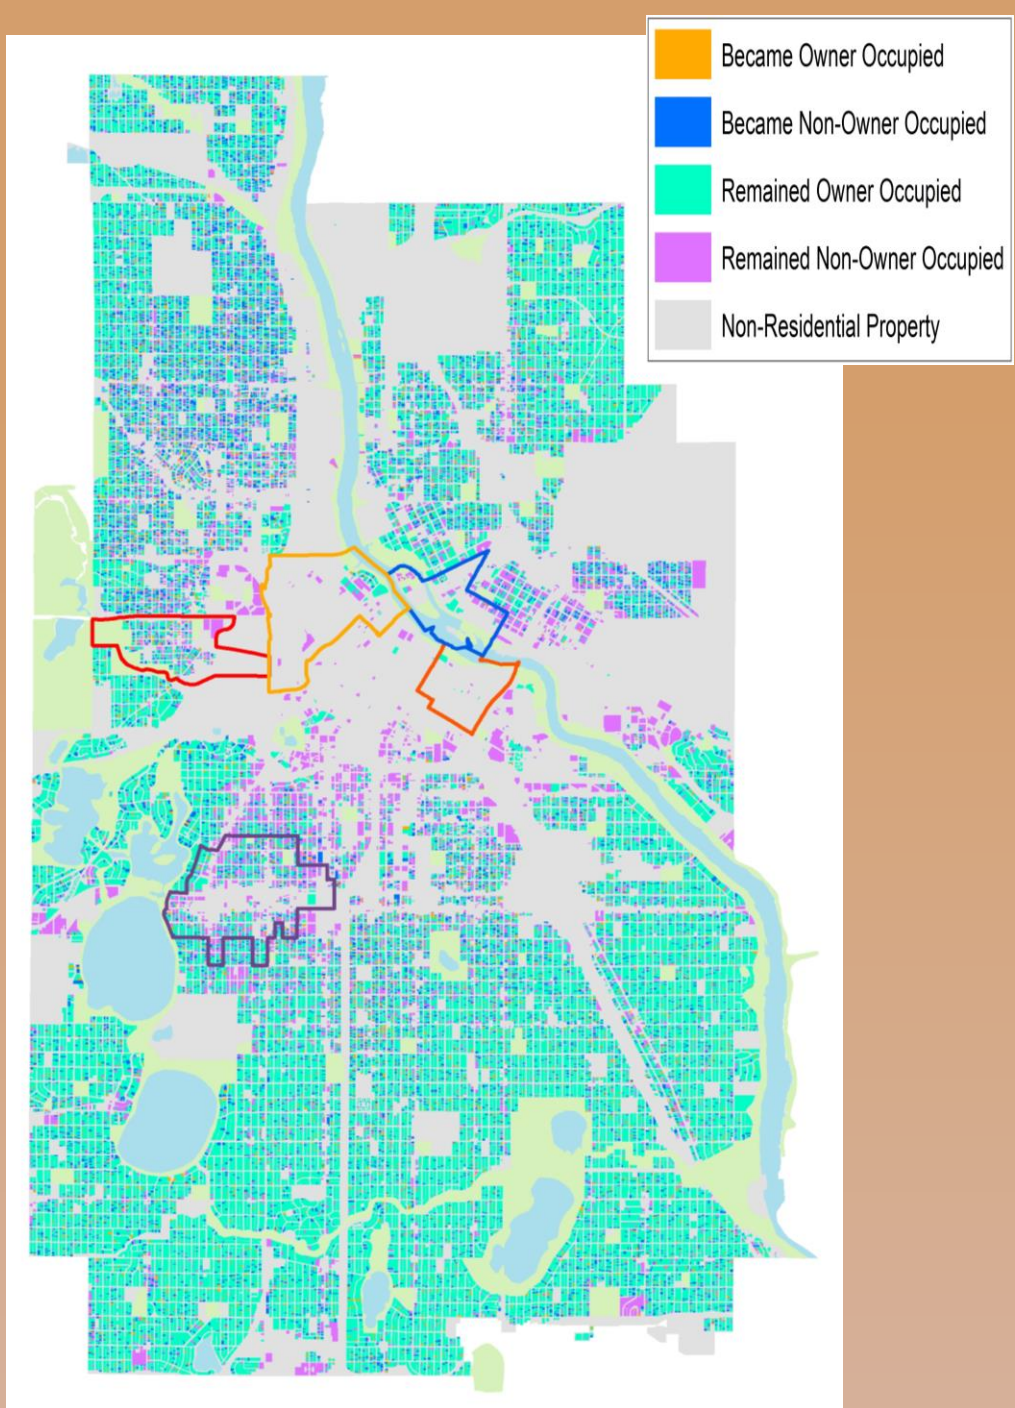 Became Owner Occupied
Became Non-Owner Occupied
Remained Owner Occupied
Remained Non-Owner Occupied
Non-Residential Property